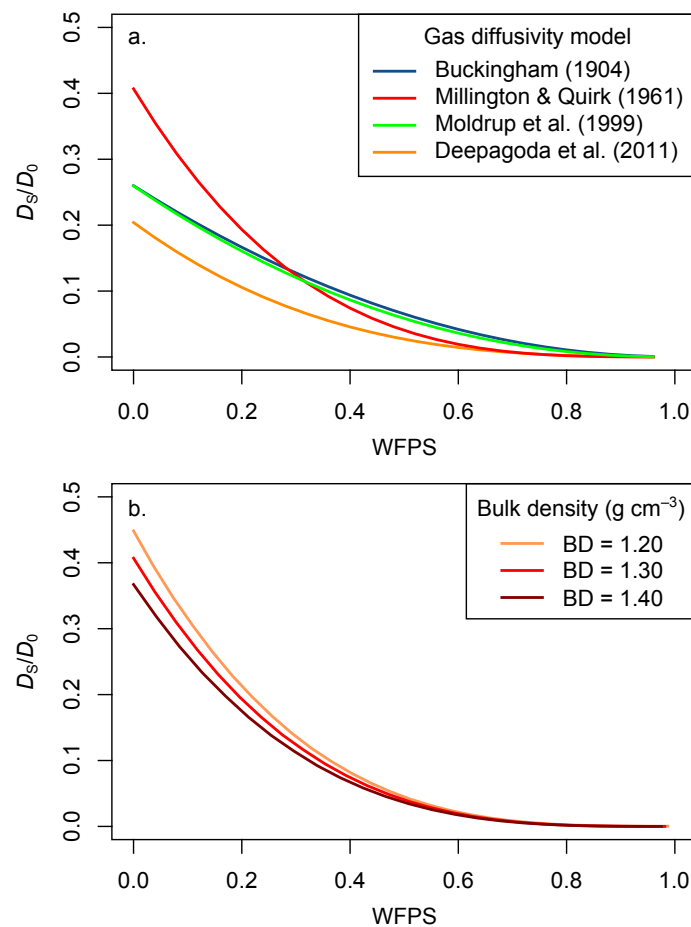 a.
Gas diffusivity model
Buckingham (1904)
Millington & Quirk (1961)
Moldrup et al. (1999)
Deepagoda et al. (2011)
0.5
0.4
0.3
0.2
0.1
0.0
Ds/D0
0.0 0.2 0.4 0.6 0.8 1.0
WFPS
b.
Bulk density (g cm⁻³)
BD = 1.20
BD = 1.30
BD = 1.40
0.5
0.4
0.3
0.2
0.1
0.0
Ds/D0
0.0 0.2 0.4 0.6 0.8 1.0
WFPS